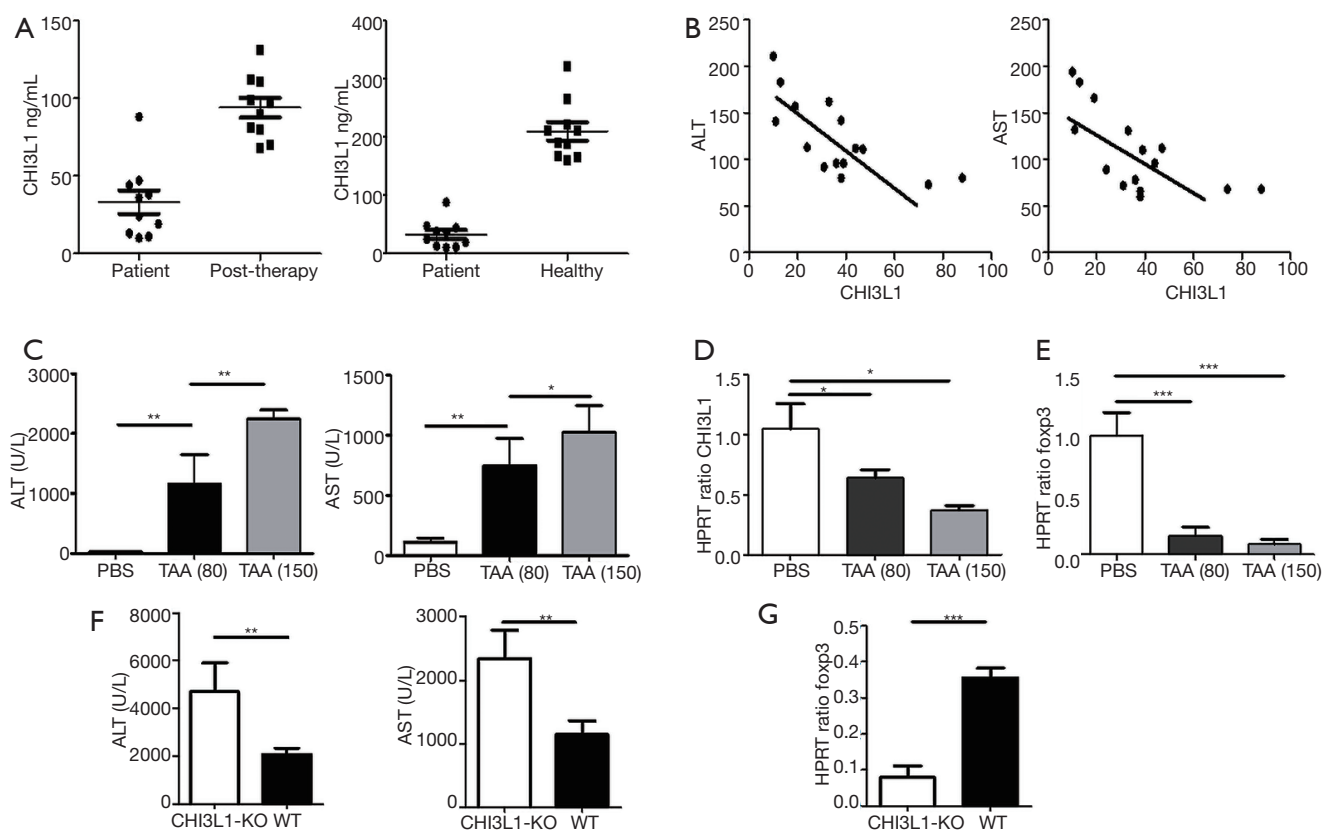 A
CHI3L1 ng/mL
150
100
50
0
Patient
Post-therapy
CHI3L1 ng/mL
400
300
200
100
0
Patient
Healthy
B
ALT
250
200
150
100
50
0
0
20
40
60
80
100
CHI3L1
AST
250
200
150
100
50
0
0
20
40
60
80
100
CHI3L1
C
ALT (U/L)
3000
2000
1000
0
**
**
PBS
TAA (80)
TAA (150)
AST (U/L)
1500
1000
500
0
**
*
PBS
TAA (80)
TAA (150)
D
HPRT ratio CHI3L1
1.5
1.0
0.5
0.0
*
*
PBS
TAA (80)
TAA (150)
E
HPRT ratio foxp3
1.5
1.0
0.5
0.0
***
***
PBS
TAA (80)
TAA (150)
F
ALT (U/L)
8000
6000
4000
2000
0
**
CHI3L1-KO WT
AST (U/L)
3000
2000
1000
0
**
CHI3L1-KO WT
G
HPRT ratio foxp3
0.5
0.4
0.3
0.2
0.1
0.0
***
CHI3L1-KO WT